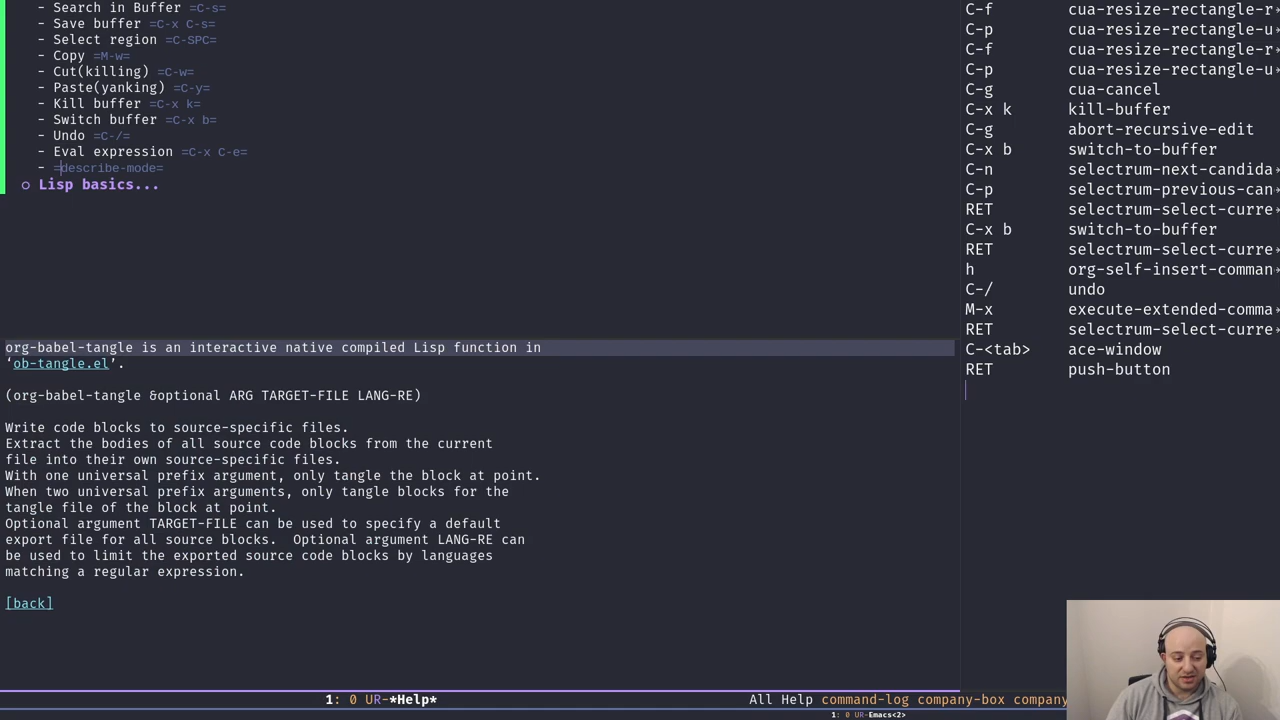 - Search in Buffer =C-s=
- Save buffer =C-x C-s=
- Select region =C-SPC=
- Copy =M-w=
- Cut(killing) =C-w=
- Paste(yanking) =C-y=
- Kill buffer =C-x k=
- Switch buffer =C-x b=
- Undo =C-/=
- Eval expression =C-x C-e=
- =describe-mode=
Lisp basics...
org-babel-tangle is an interactive native compiled Lisp function in
‘ob-tangle.el’.
(org-babel-tangle &optional ARG TARGET-FILE LANG-RE)
Write code blocks to source-specific files.
Extract the bodies of all source code blocks from the current
file into their own source-specific files.
With one universal prefix argument, only tangle the block at point.
When two universal prefix arguments, only tangle blocks for the
tangle file of the block at point.
Optional argument TARGET-FILE can be used to specify a default
export file for all source blocks.  Optional argument LANG-RE can
be used to limit the exported source code blocks by languages
matching a regular expression.
[back]
1: 0 UR-*Help* All Help command-log company-box company
C-f cua-resize-rectangle-r
C-p cua-resize-rectangle-u
C-f cua-resize-rectangle-r
C-p cua-resize-rectangle-u
C-g cua-cancel
C-x k kill-buffer
C-g abort-recursive-edit
C-x b switch-to-buffer
C-n selectrum-next-candida
C-p selectrum-previous-can
RET selectrum-select-curre
C-x b switch-to-buffer
RET selectrum-select-curre
h org-self-insert-comman
C-/ undo
M-x execute-extended-comma
RET selectrum-select-curre
C-<tab> ace-window
RET push-button
1: 0 UR-Emacs<2>